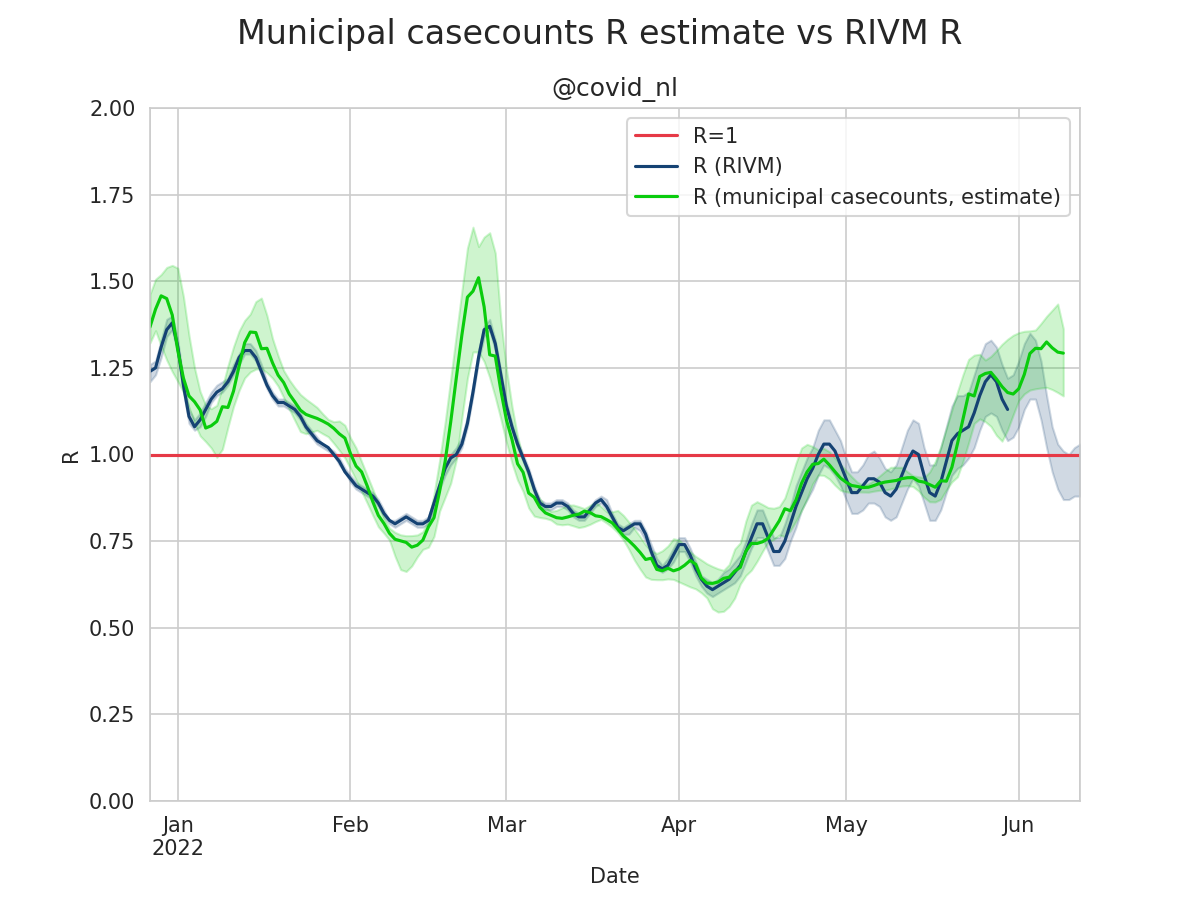 Municipal casecounts R estimate vs RIVM R
@covid_nl
R=1
R (RIVM)
R (municipal casecounts, estimate)
2.00
1.75
1.50
1.25
1.00
0.75
0.50
0.25
0.00
R
Jan Feb Mar Apr May Jun
2022
Date